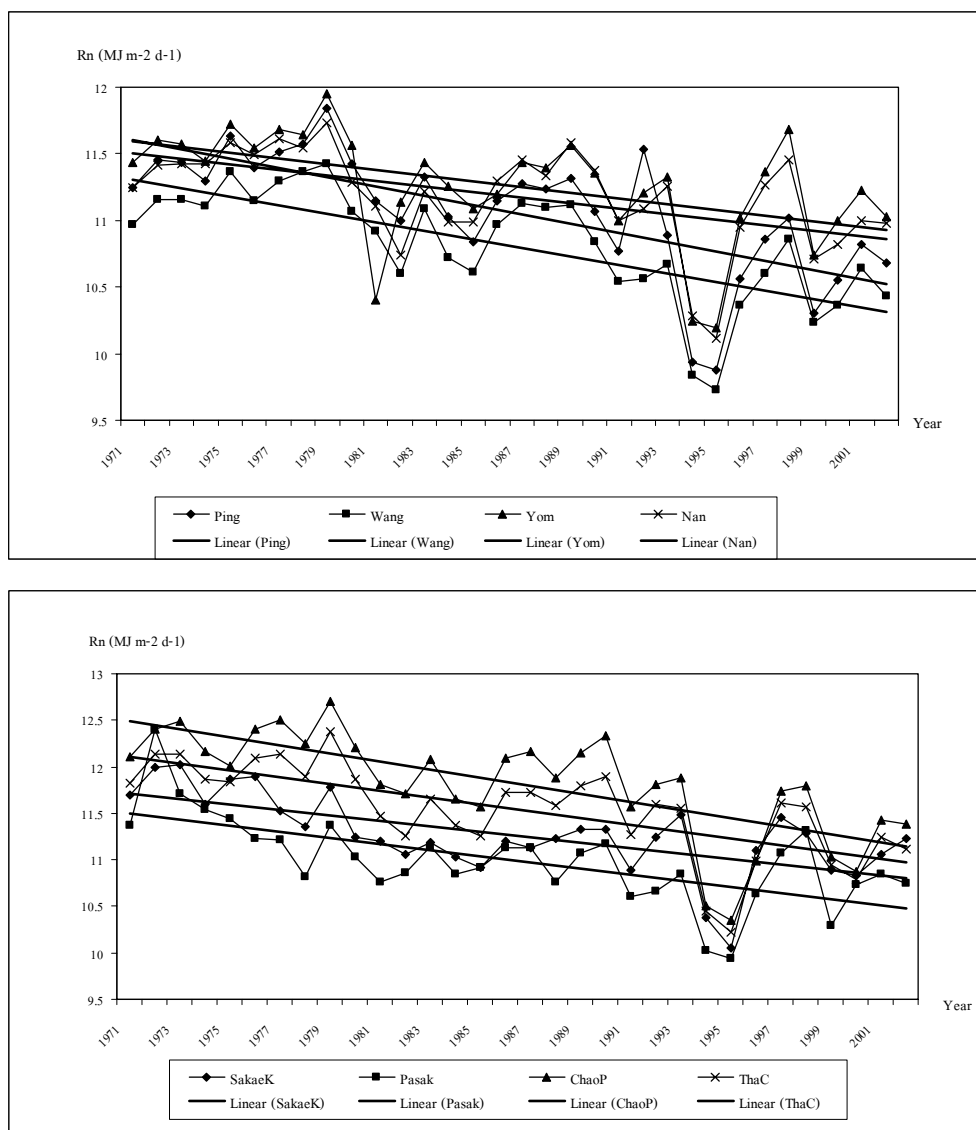 Rn (MJ m-2 d-1)
12
11.5
11
10.5
10
9.5
Year
1971 1973 1975 1977 1979 1981 1983 1985 1987 1989 1991 1993 1995 1997 1999 2001
Ping Wang Yom Nan
Linear (Ping) Linear (Wang) Linear (Yom) Linear (Nan)
Rn (MJ m-2 d-1)
13
12.5
12
11.5
11
10.5
10
9.5
Year
1971 1973 1975 1977 1979 1981 1983 1985 1987 1989 1991 1993 1995 1997 1999 2001
SakaeK Pasak ChaoP ThaC
Linear (SakaeK) Linear (Pasak) Linear (ChaoP) Linear (ThaC)